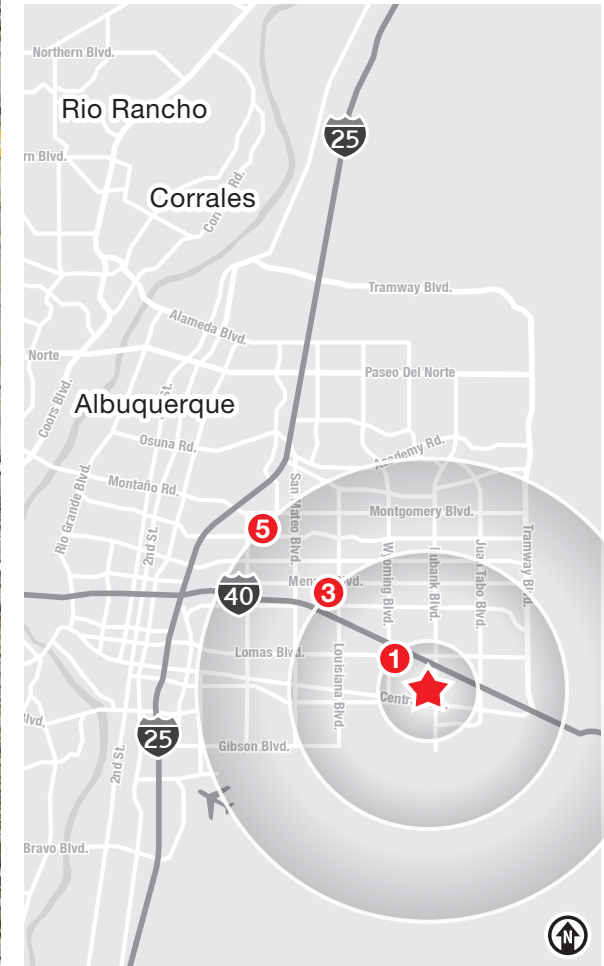 Northern Blvd.
Rio Rancho
25
rn Blvd.
Corrales
Rd.
Tramway Blvd.
Alameda Blvd.
Norte
Paseo Del Norte
Coors Blvd.
Albuquerque
St.
Osuna Rd.
Academy Rd.
Montaño Rd.
San Mateo Blvd.
Rio Grande Blvd.
5
Montgomery Blvd.
2nd St.
Wyoming Blvd.
Eubank Blvd.
Juan Tabo Blvd.
Tramway Blvd.
40
3
Lomas Blvd.
1
Louisiana Blvd.
lvd.
25
Gibson Blvd.
2nd St.
Bravo Blvd.
N